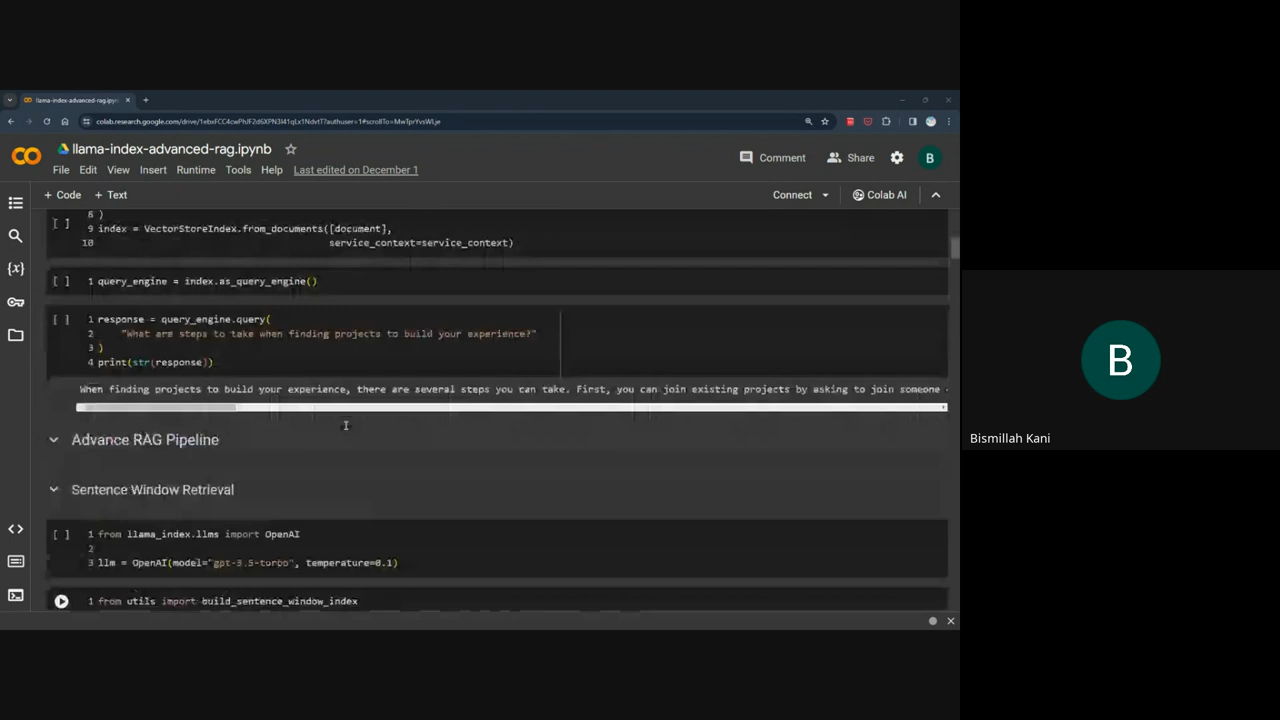 llama-index-advanced-rag.ipyn
colab.research.google.com/drive/1ebxFCC4cwPhJF2d6XPN3I41qLx1NdvtT?authuser=1#scrollTo=MwTprYvsWLje
llama-index-advanced-rag.ipynb
Comment
Share
B
File Edit View Insert Runtime Tools Help Last edited on December 1
+ Code + Text
Connect
Colab AI
8 )
[ ] 9 index = VectorStoreIndex.from_documents([document],
10 service_context=service_context)
[ ] 1 query_engine = index.as_query_engine()
[ ] 1 response = query_engine.query(
2 "What are steps to take when finding projects to build your experience?"
3 )
4 print(str(response))
When finding projects to build your experience, there are several steps you can take. First, you can join existing projects by asking to join someone
Advance RAG Pipeline
Sentence Window Retrieval
[ ] 1 from llama_index.llms import OpenAI
2
3 llm = OpenAI(model="gpt-3.5-turbo", temperature=0.1)
1 from utils import build_sentence_window_index
B
Bismillah Kani